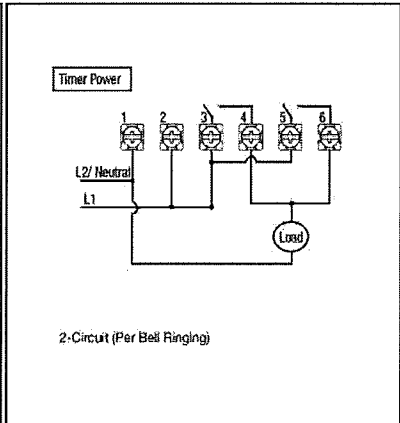 Timer Power
1 2 3 4 5 6
L2/ Neutral
L1
Load
2-Circuit (Per Bell Ringing)